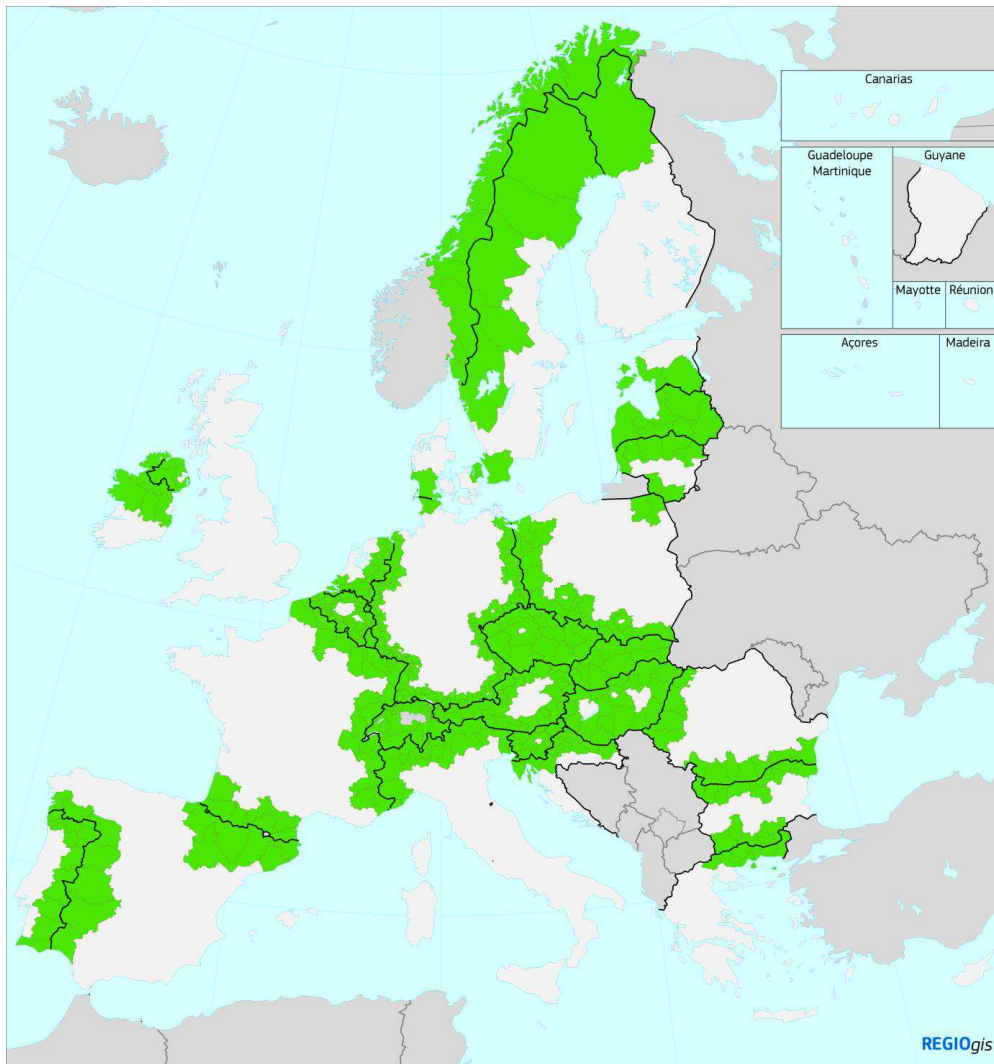 Canarias
Guadeloupe
Martinique
Guyane
Mayotte
Réunion
Açores
Madeira
REGIOgis